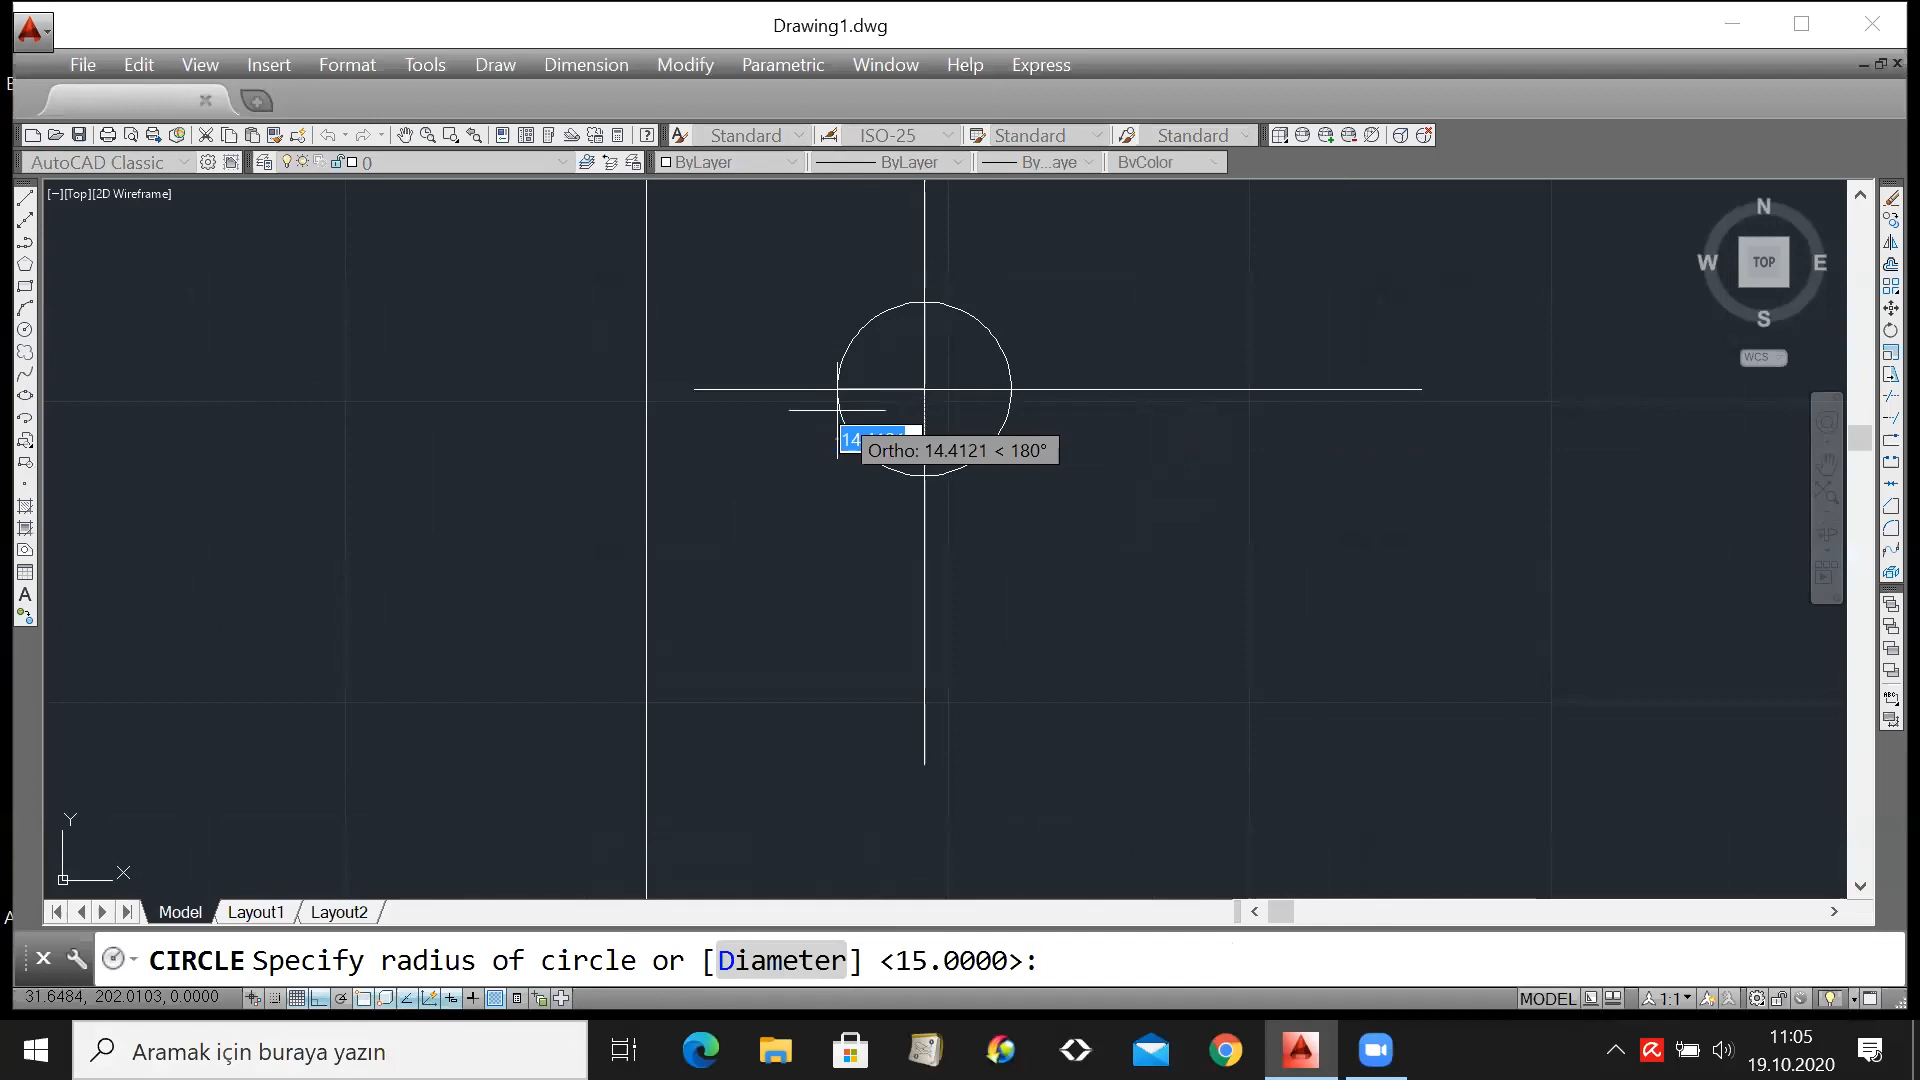 Drawing1.dwg
File Edit View Insert Format Tools Draw Dimension Modify Parametric Window Help Express
Standard ISO-25 Standard Standard
AutoCAD Classic 0 ByLayer ByLayer By...aye ByColor
[−][Top][2D Wireframe]
N
W TOP E
S
WCS
Ortho: 14.4121 < 180°
Y
X
Model Layout1 Layout2
CIRCLE Specify radius of circle or [Diameter] <15.0000>:
31.6484, 202.0103, 0.0000 MODEL 1:1
Aramak için buraya yazın
11:05
19.10.2020